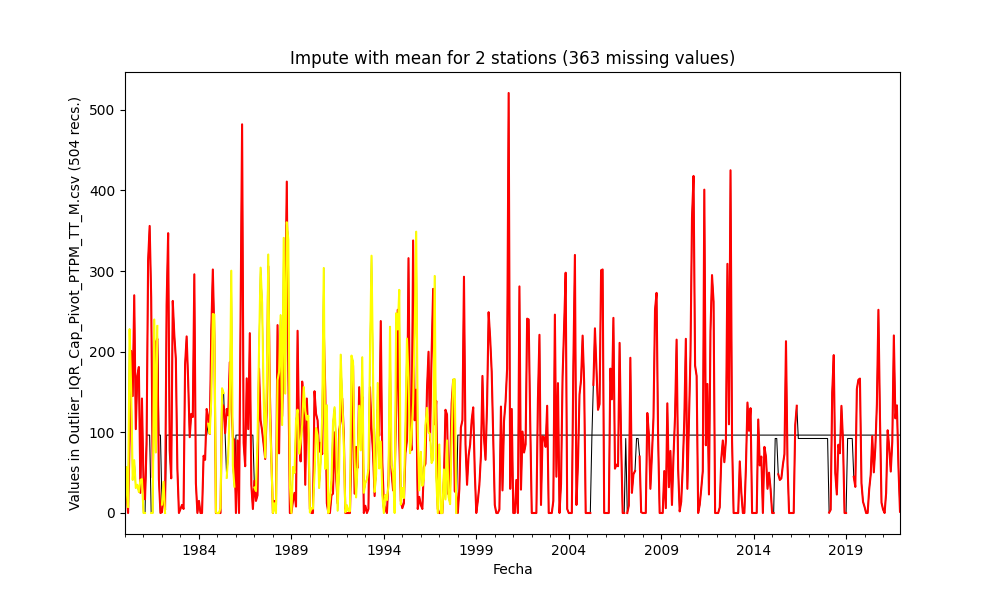 Impute with mean for 2 stations (363 missing values)
Values in Outlier_IQR_Cap_Pivot_PTPM_TT_M.csv (504 recs.)
500
400
300
200
100
0
1984 1989 1994 1999 2004 2009 2014 2019
Fecha